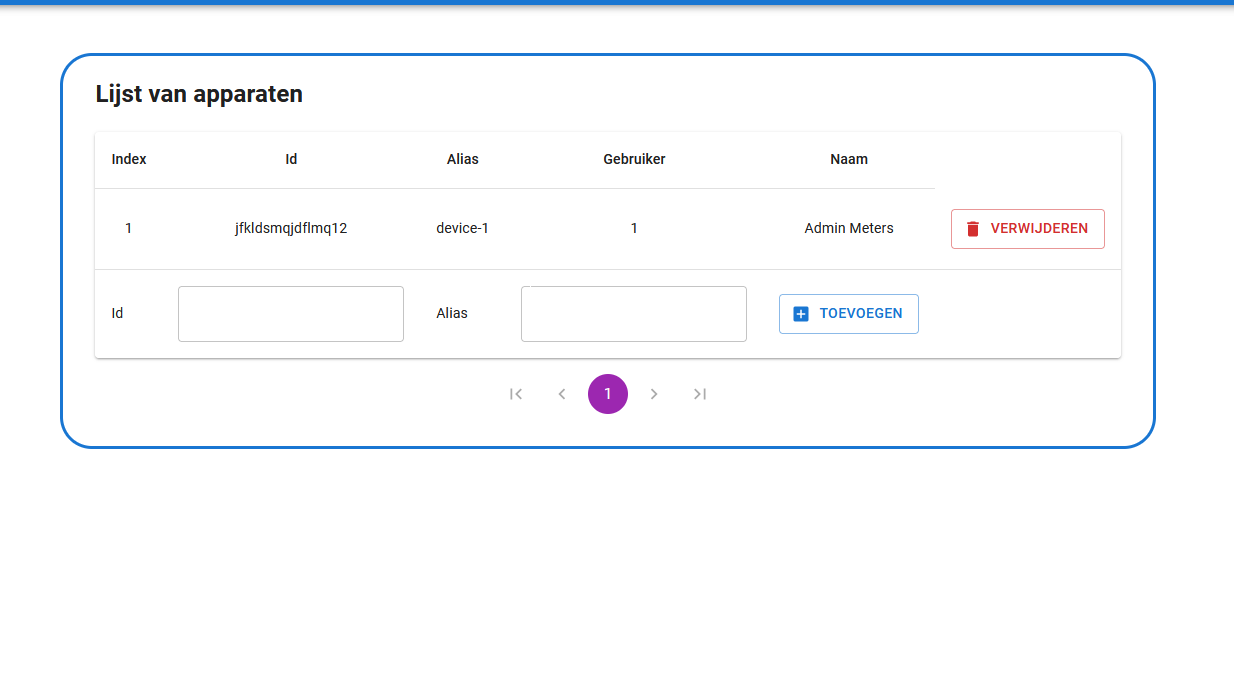 Lijst van apparaten
Index Id Alias Gebruiker Naam
1 jfkldsmqjdflmq12 device-1 1 Admin Meters VERWIJDEREN
Id Alias TOEVOEGEN
1